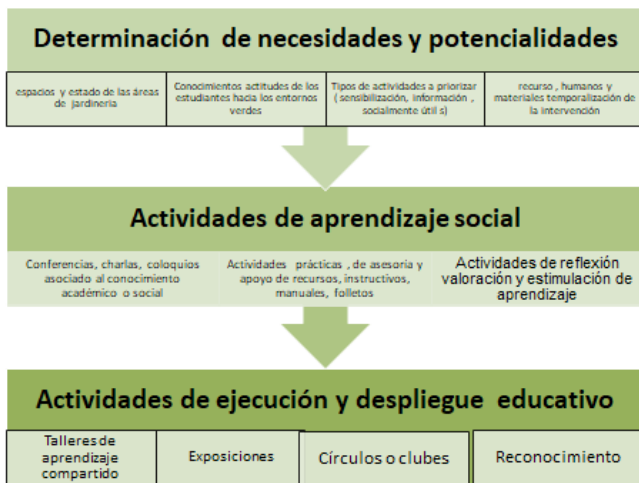 Determinación de necesidades y potencialidades
espacios y estado de las áreas
de jardinería
Conocimientos actitudes de los
estudiantes hacia los entornos
verdes
Tipos de actividades a priorizar
( sensibilización, información ,
socialmente útil s)
recurso , humanos y
materiales temporalización de
la intervención
Actividades de aprendizaje social
Conferencias, charlas, coloquios
asociado al conocimiento
académico o social
Actividades prácticas , de asesoría y
apoyo de recursos, instructivos,
manuales, folletos
Actividades de reflexión
valoración y estimulación de
aprendizaje
Actividades de ejecución y despliegue educativo
Talleres de
aprendizaje
compartido
Exposiciones
Círculos o clubes
Reconocimiento